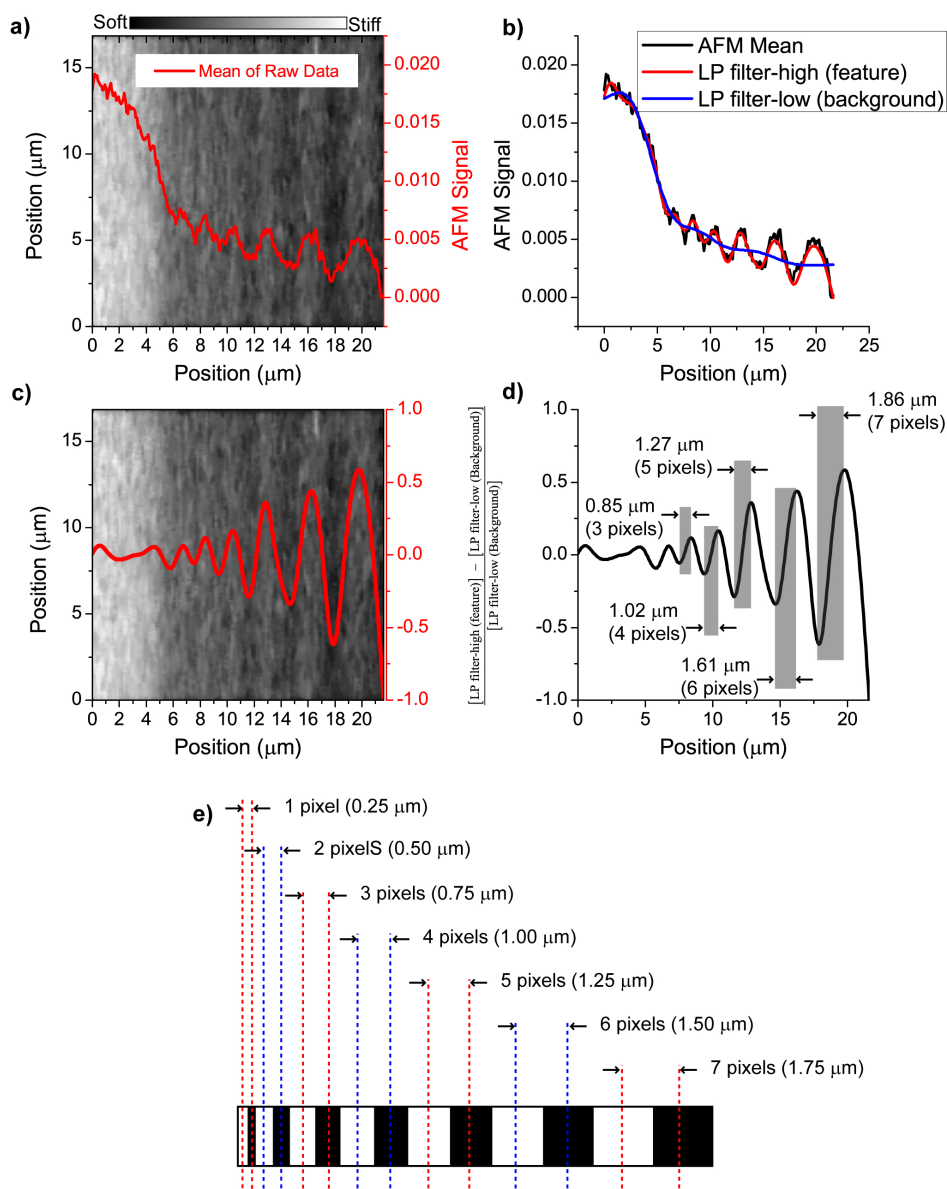 Soft Stiff
a)
Mean of Raw Data
15
10
5
0
Position (μm)
0.020
0.015
0.010
0.005
0.000
AFM Signal
0 2 4 6 8 10 12 14 16 18 20
Position (μm)
b)
AFM Mean
LP filter-high (feature)
LP filter-low (background)
0.020
0.015
0.010
0.005
0.000
AFM Signal
0 5 10 15 20 25
Position (μm)
c)
15
10
5
0
Position (μm)
1.0
0.5
0.0
-0.5
-1.0
[LP filter-high (feature)] − [LP filter-low (Background)]
[LP filter-low (Background)]
0 2 4 6 8 10 12 14 16 18 20
Position (μm)
d)
1.0
0.5
0.0
-0.5
-1.0
1.86 μm
(7 pixels)
1.27 μm
(5 pixels)
0.85 μm
(3 pixels)
1.02 μm
(4 pixels)
1.61 μm
(6 pixels)
0 5 10 15 20
Position (μm)
e)
1 pixel (0.25 μm)
2 pixelS (0.50 μm)
3 pixels (0.75 μm)
4 pixels (1.00 μm)
5 pixels (1.25 μm)
6 pixels (1.50 μm)
7 pixels (1.75 μm)